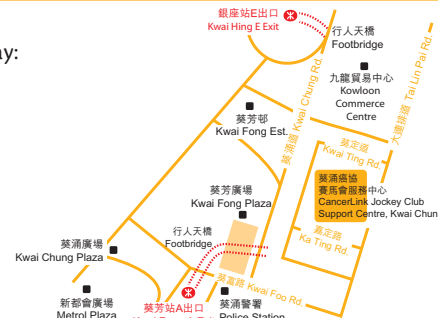 ay:
銀座站E出口
Kwai Hing E Exit
行人天橋
Footbridge
九龍貿易中心
Kowloon
Commerce
Centre
大連排道 Tai Lin Pai Rd.
葵涌道 Kwai Chung Rd.
葵芳邨
Kwai Fong Est.
葵定道
Kwai Ting Rd.
葵涌癌協
賽馬會服務中心
CancerLink Jockey Club
Support Centre, Kwai Chun
葵芳廣場
Kwai Fong Plaza
行人天橋
Footbridge
嘉定路
Ka Ting Rd.
葵涌廣場
Kwai Chung Plaza
葵富路 Kwai Foo Rd.
新都會廣場
Metrol Plaza
葵芳站A出口
葵涌警署
Police Station